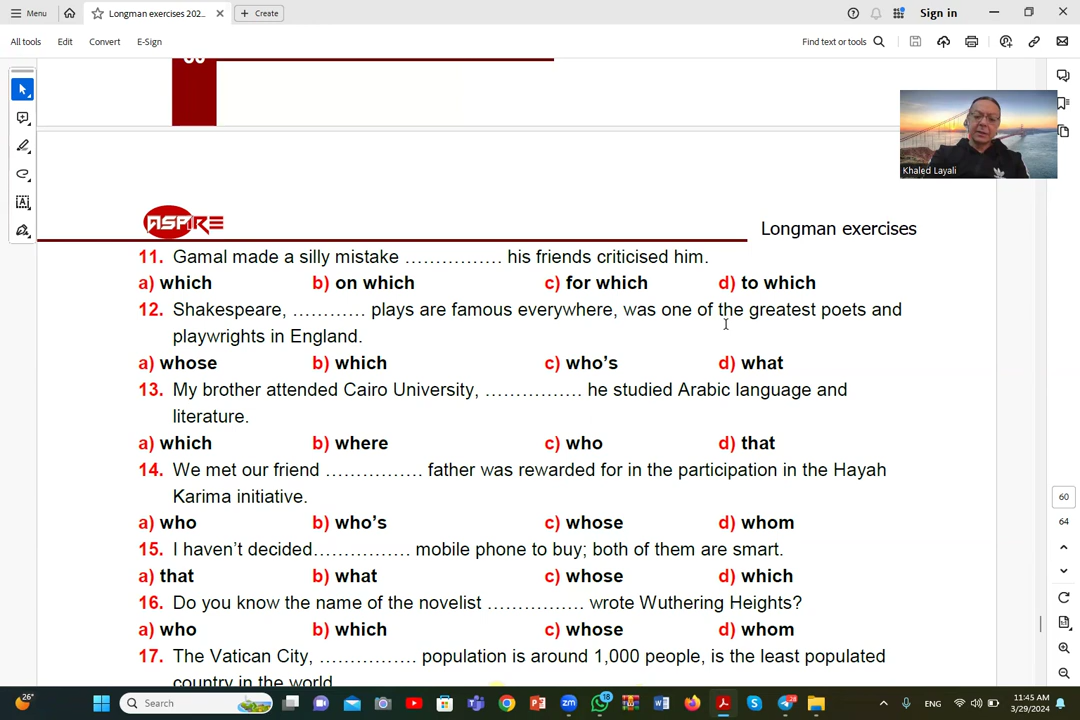 Menu
Longman exercises 202...
Create
Sign in
All tools
Edit
Convert
E-Sign
Find text or tools
Khaled Layali
ASPIRE
Longman exercises
11. Gamal made a silly mistake ................ his friends criticised him.
a) which b) on which c) for which d) to which
12. Shakespeare, ............ plays are famous everywhere, was one of the greatest poets and
playwrights in England.
a) whose b) which c) who's d) what
13. My brother attended Cairo University, ................ he studied Arabic language and
literature.
a) which b) where c) who d) that
14. We met our friend ................ father was rewarded for in the participation in the Hayah
Karima initiative.
a) who b) who's c) whose d) whom
15. I haven't decided................ mobile phone to buy; both of them are smart.
a) that b) what c) whose d) which
16. Do you know the name of the novelist ................ wrote Wuthering Heights?
a) who b) which c) whose d) whom
17. The Vatican City, ................ population is around 1,000 people, is the least populated
country in the world
60
64
26°
Search
18
ENG
11:45 AM
3/29/2024